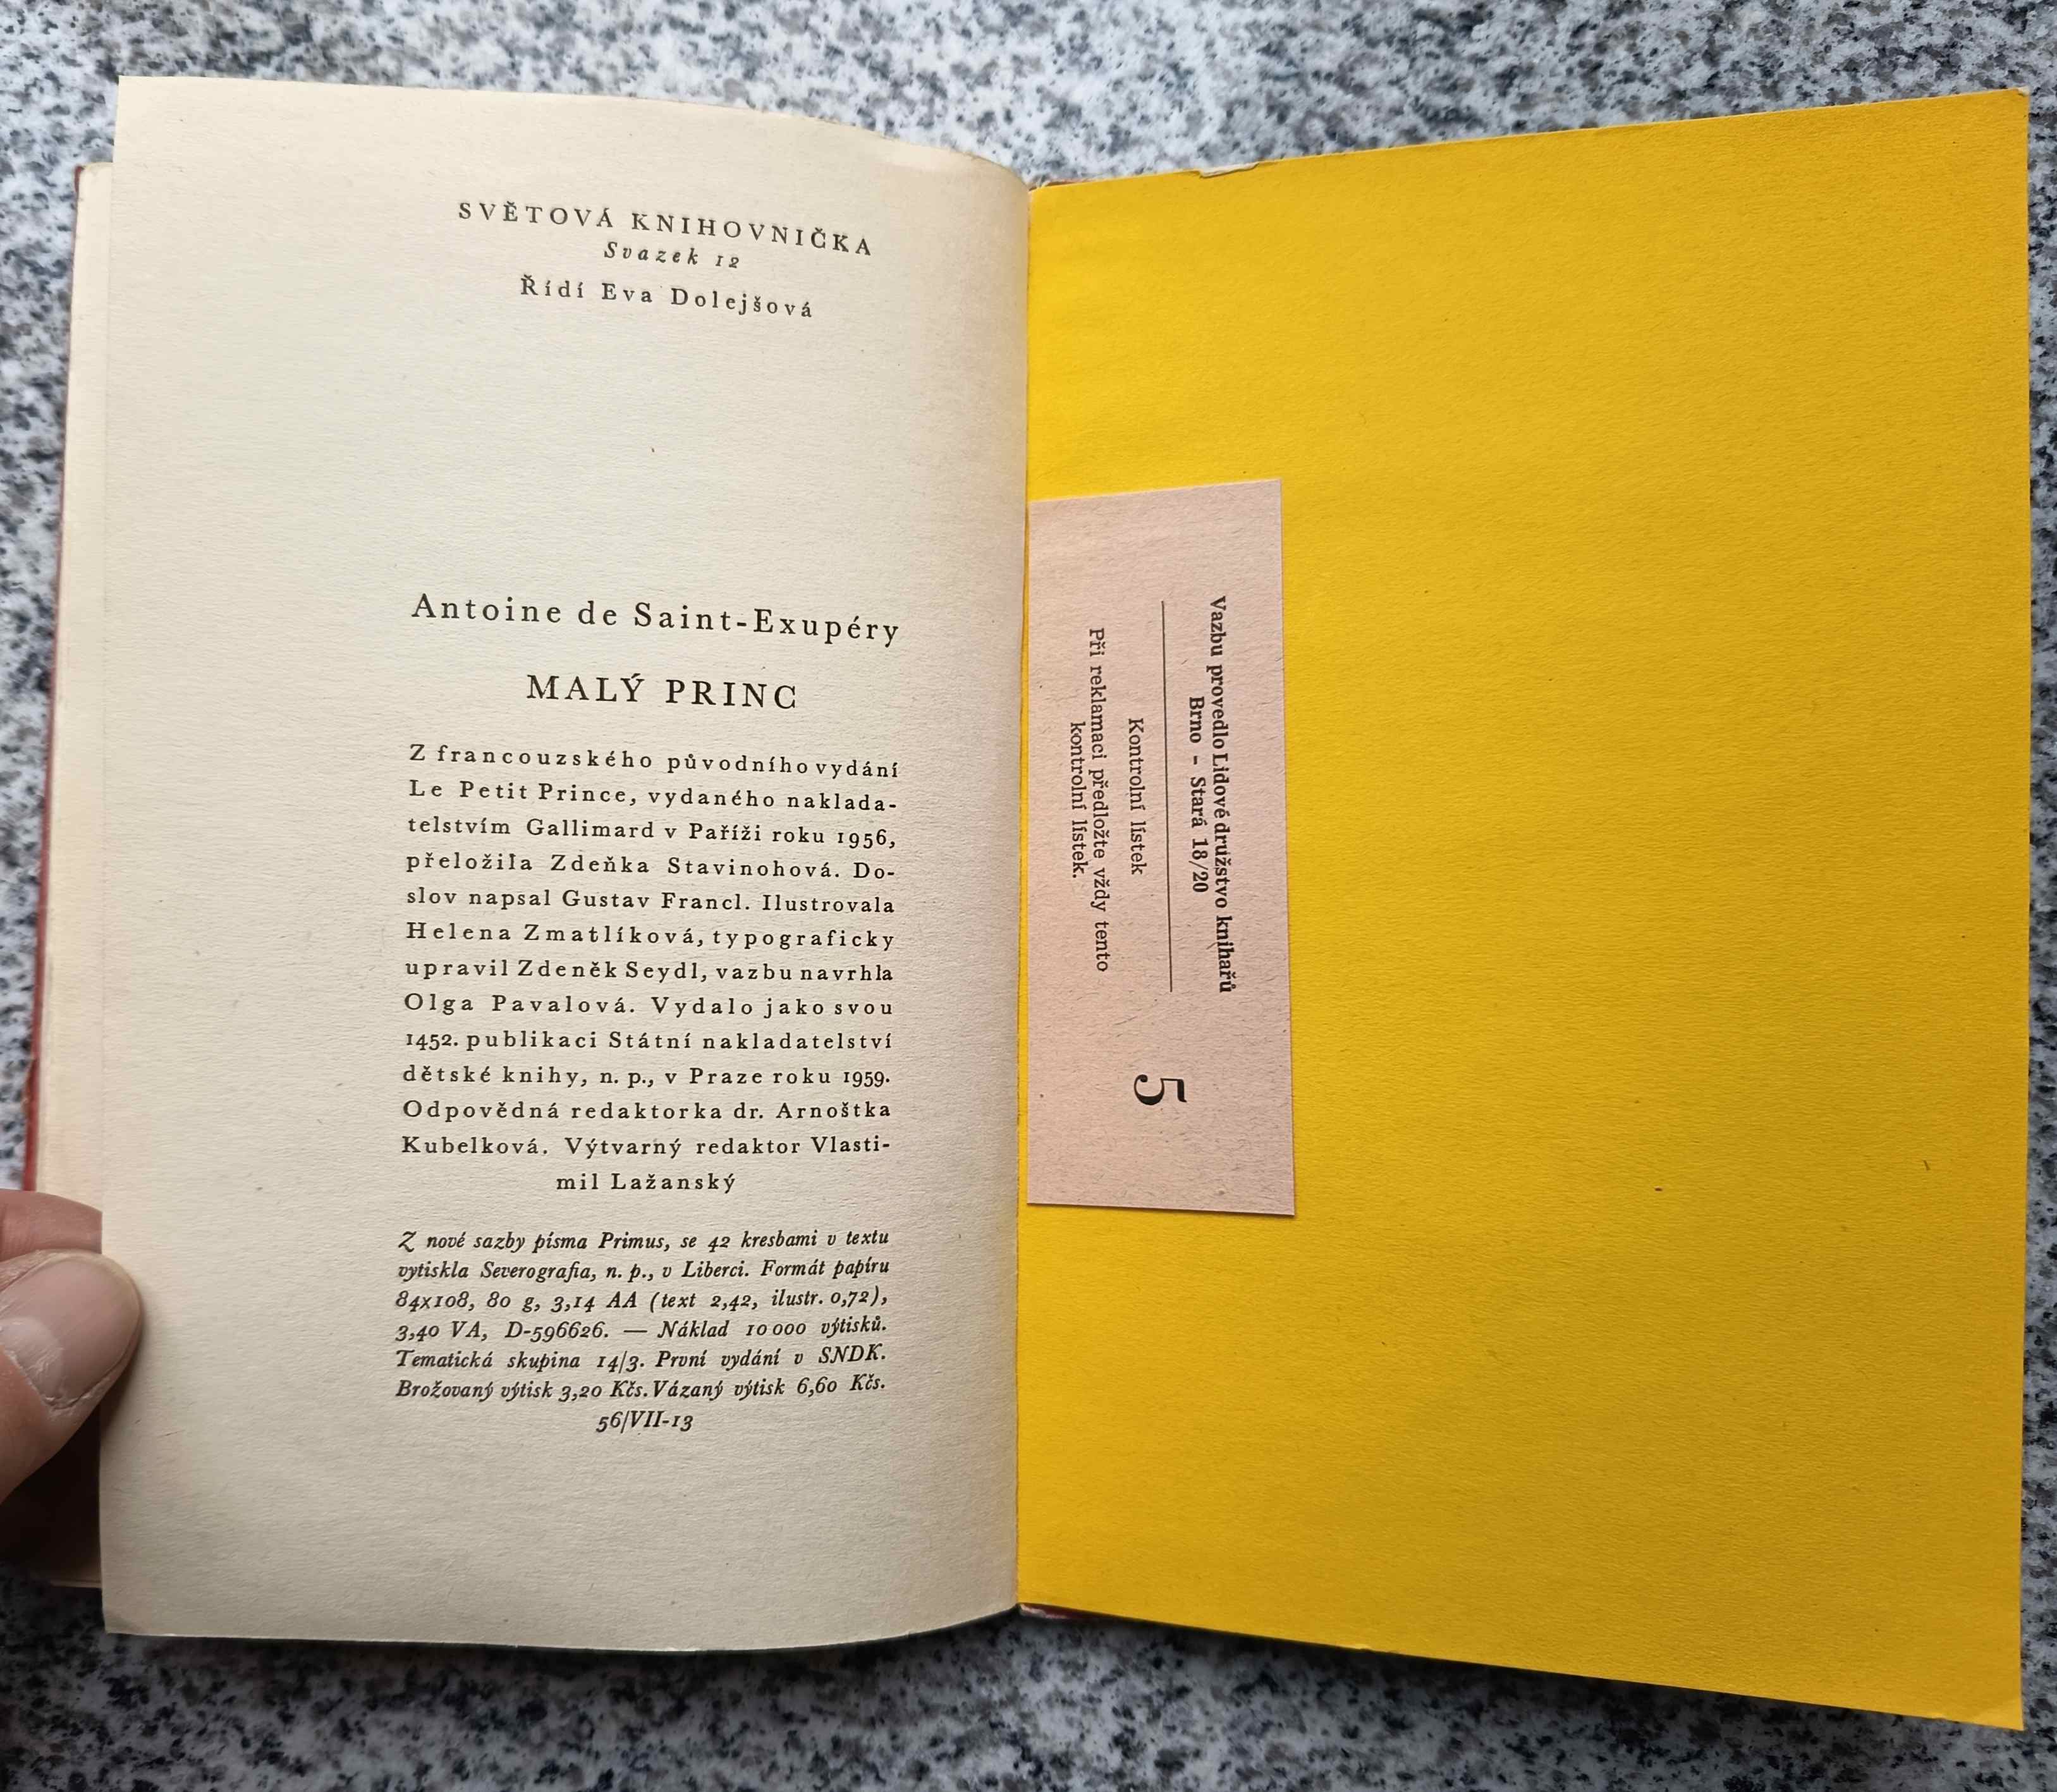 SVĚTOVÁ KNIHOVNIČKA
Svazek 12
Řídí Eva Dolejšová
Antoine de Saint-Exupéry
MALÝ PRINC
Z francouzského původního vydání
Le Petit Prince, vydaného naklada-
telstvím Gallimard v Paříži roku 1956,
přeložila Zdeňka Stavinohová. Do-
slov napsal Gustav Francl. Ilustrovala
Helena Zmatlíková, typograficky
upravil Zdeněk Seydl, vazbu navrhla
Olga Pavalová. Vydalo jako svou
1452. publikaci Státní nakladatelství
dětské knihy, n. p., v Praze roku 1959.
Odpovědná redaktorka dr. Arnoštka
Kubelková. Výtvarný redaktor Vlasti-
mil Lažanský
Z nové sazby písma Primus, se 42 kresbami v textu
vytiskla Severografia, n. p., v Liberci. Formát papíru
84x108, 80 g, 3,14 AA (text 2,42, ilustr. 0,72),
3,40 VA, D-596626. — Náklad 10 000 výtisků.
Tematická skupina 14/3. První vydání v SNDK.
Brožovaný výtisk 3,20 Kčs. Vázaný výtisk 6,60 Kčs.
56/VII-13
Vazbu provedlo Lidové družstvo knihařů
Brno - Stará 18/20
Kontrolní lístek
Při reklamaci předložte vždy tento
kontrolní lístek.
5